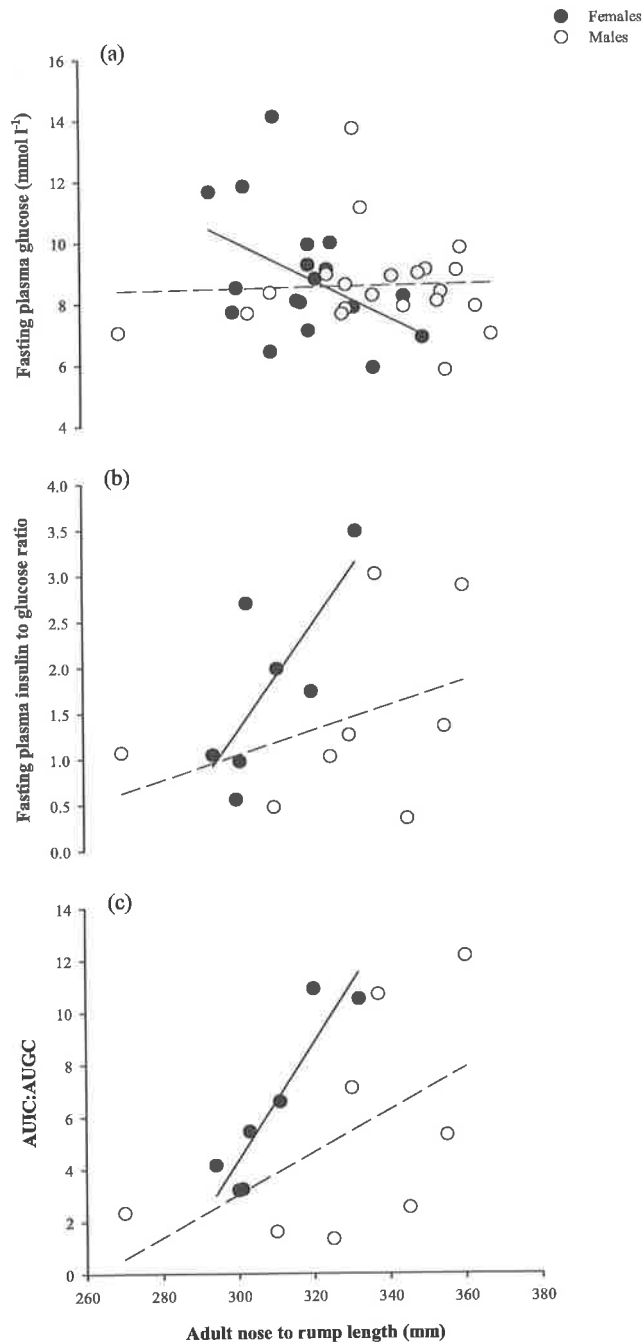 Females
Males
(a)
Fasting plasma glucose (mmol l⁻¹)
16
14
12
10
8
6
4
(b)
Fasting plasma insulin to glucose ratio
4.0
3.5
3.0
2.5
2.0
1.5
1.0
0.5
0.0
(c)
AUIC:AUGC
14
12
10
8
6
4
2
0
260 280 300 320 340 360 380
Adult nose to rump length (mm)